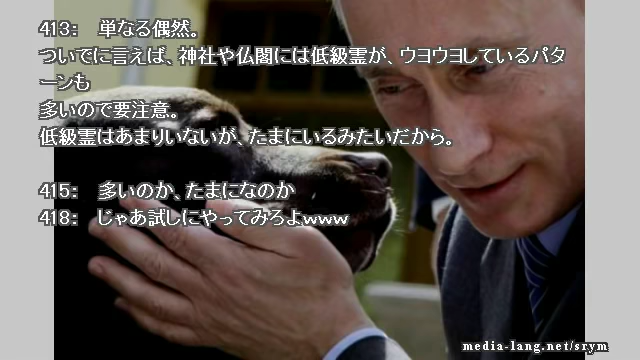 413:　単なる偶然。
ついでに言えば、神社や仏閣には低級霊が、ウヨウヨしているパタ
ーンも
多いので要注意。
低級霊はあまりいないが、たまにいるみたいだから。
415:　多いのか、たまになのか
418:　じゃあ試しにやってみろよwww
media-lang.net/srym